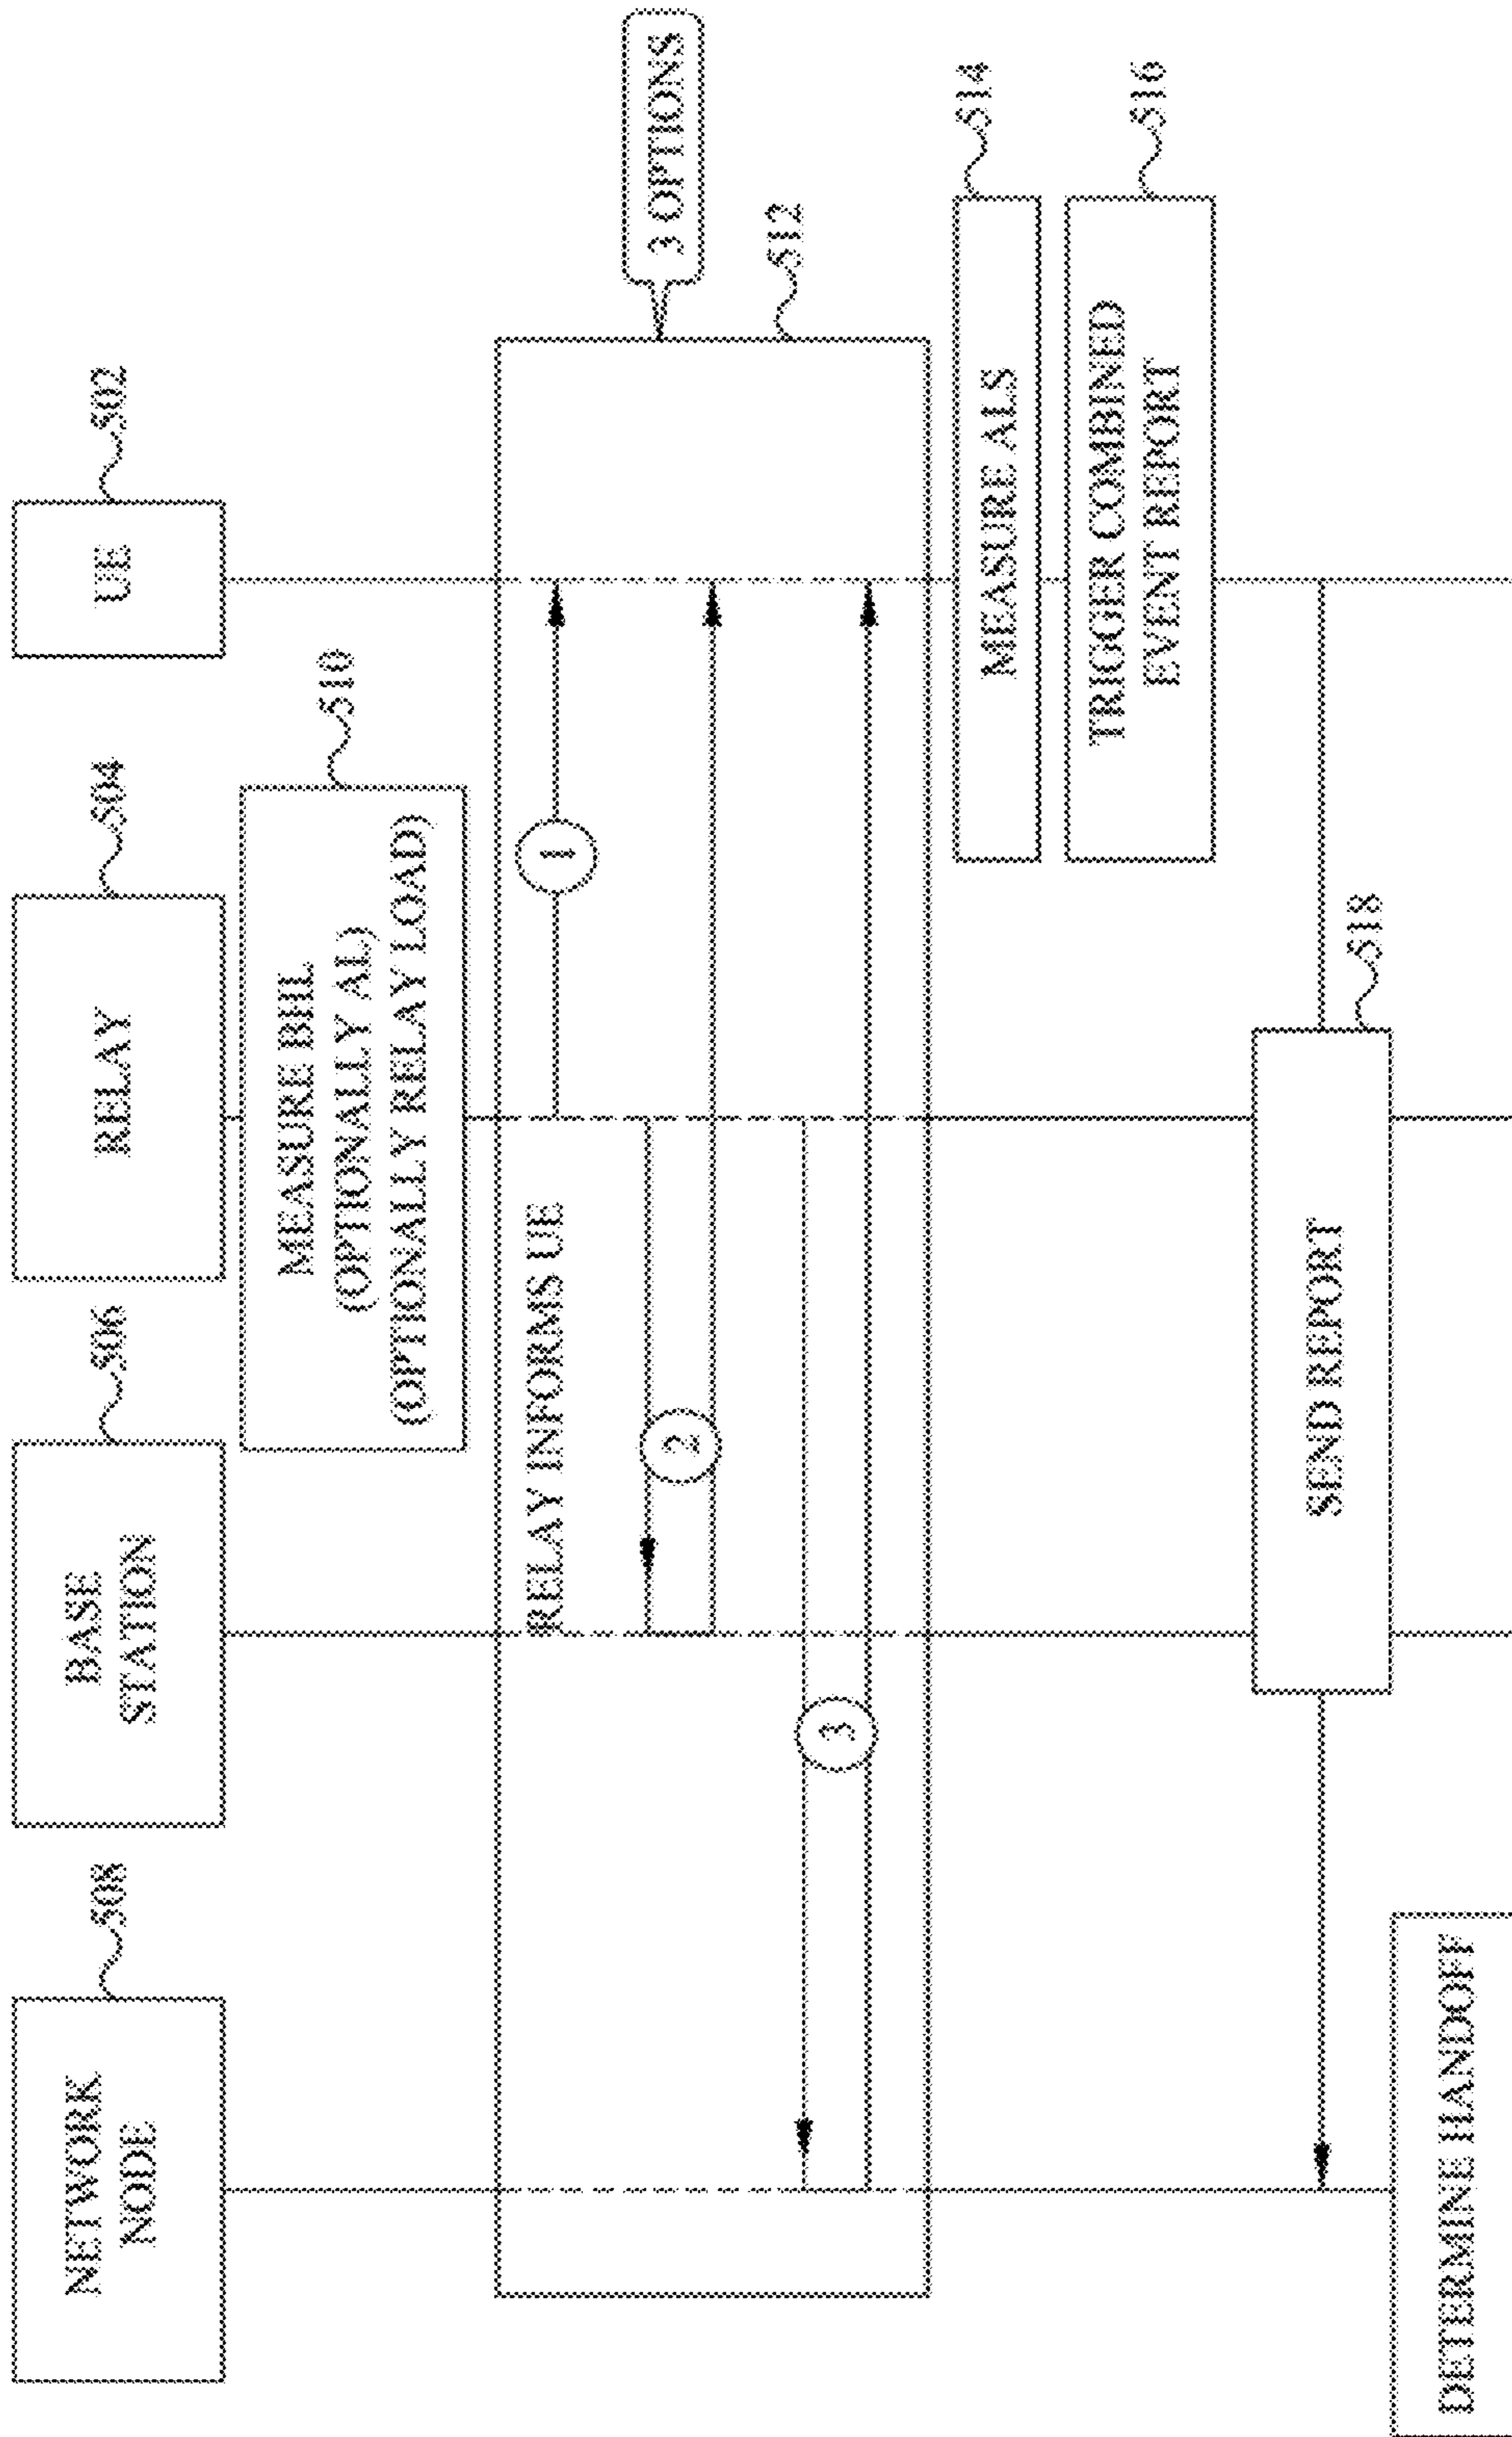 NETWORK
NODE
508
BASE
STATION
506
RELAY
504
UE
502
MEASURE BHL
(OPTIONALLY AL)
(OPTIONALLY RELAY LOAD)
510
RELAY INFORMS UE
1
2
3
3 OPTIONS
512
MEASURE ALS
514
TRIGGER COMBINED
EVENT REPORT
516
SEND REPORT
518
DETERMINE HANDOFF